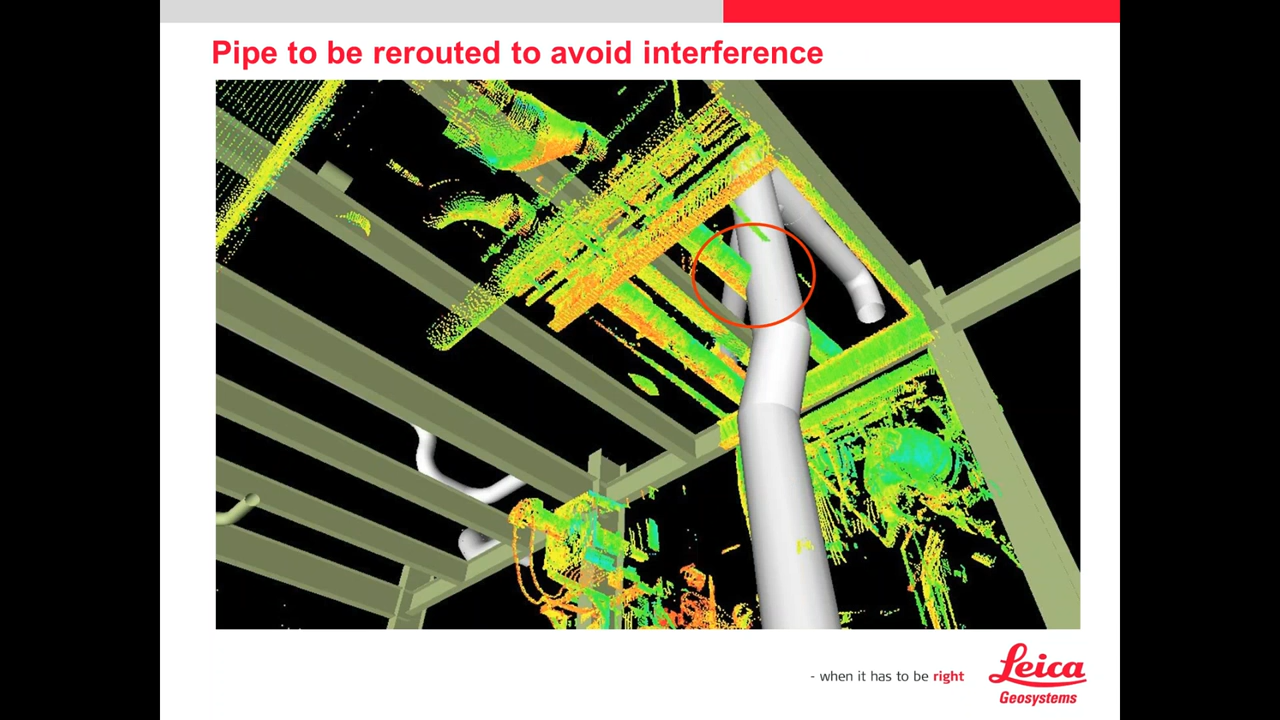 Pipe to be rerouted to avoid interference
- when it has to be right
Leica
Geosystems